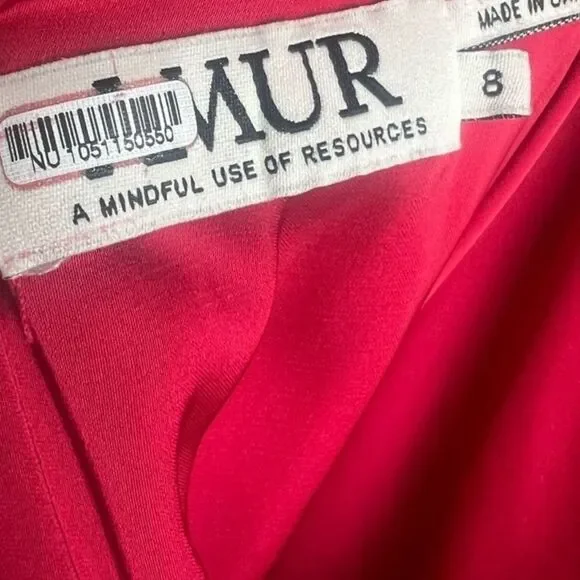 MADE IN
MUR
8
NU 1051150550
A MINDFUL USE OF RESOURCES